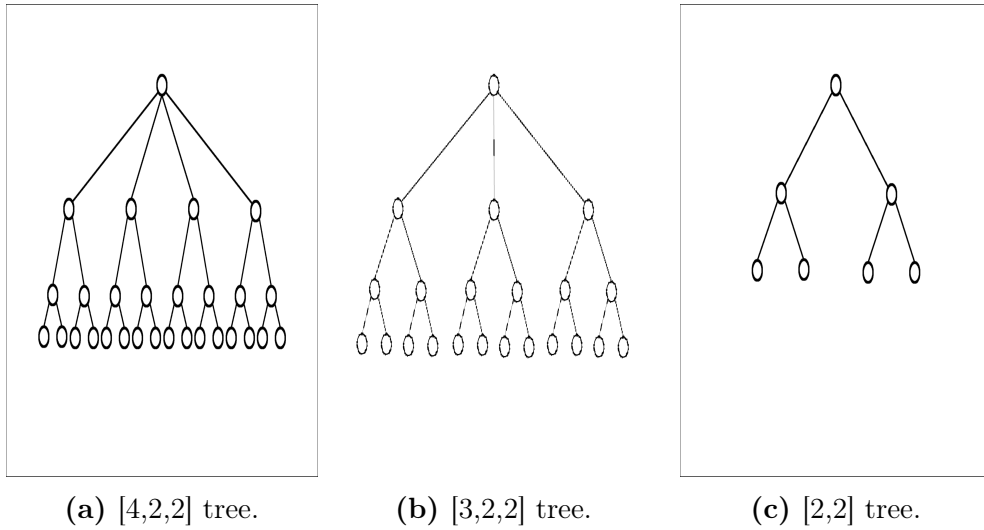 (a) [4,2,2] tree.
(b) [3,2,2] tree.
(c) [2,2] tree.